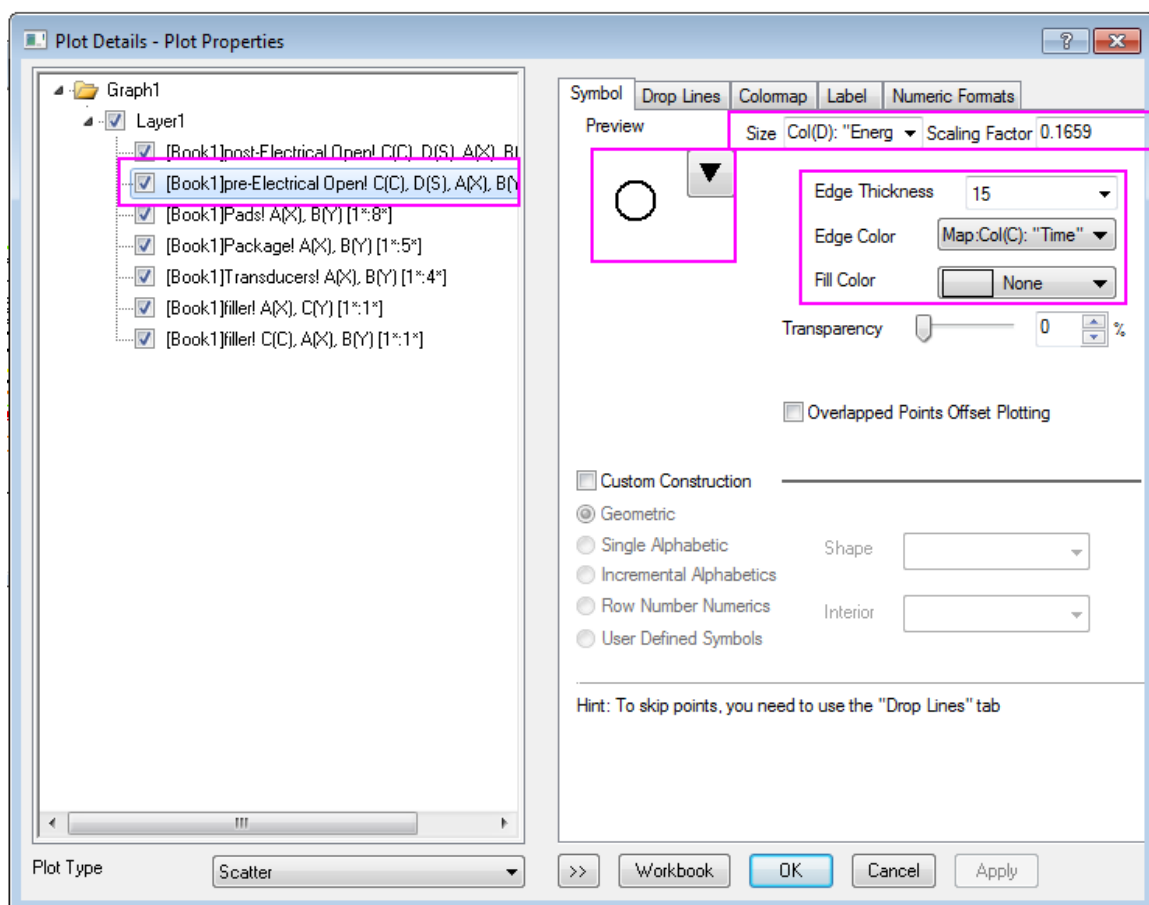 Plot Details - Plot Properties
Graph1
Layer1
[Book1]post-Electrical Open! C(C), D(S), A(X), B(
[Book1]pre-Electrical Open! C(C), D(S), A(X), B(Y
[Book1]Pads! A(X), B(Y) [1*:8*]
[Book1]Package! A(X), B(Y) [1*:5*]
[Book1]Transducers! A(X), B(Y) [1*:4*]
[Book1]filler! A(X), C(Y) [1*:1*]
[Book1]filler! C(C), A(X), B(Y) [1*:1*]
Plot Type Scatter
Symbol Drop Lines Colormap Label Numeric Formats
Preview
Size Col(D): "Energ Scaling Factor 0.1659
Edge Thickness 15
Edge Color Map:Col(C): "Time"
Fill Color None
Transparency 0 %
Overlapped Points Offset Plotting
Custom Construction
Geometric
Single Alphabetic
Shape
Incremental Alphabetics
Row Number Numerics
Interior
User Defined Symbols
Hint: To skip points, you need to use the "Drop Lines" tab
>> Workbook OK Cancel Apply